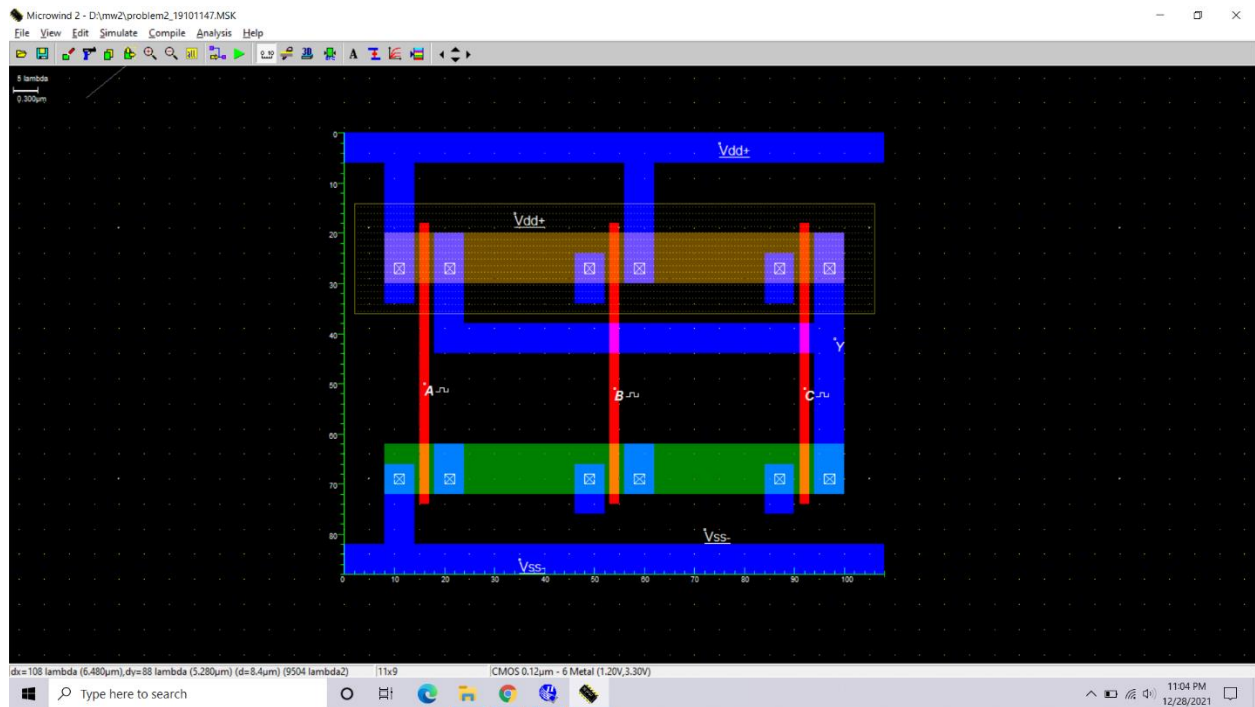 Microwind 2 - D:\mw2\problem2_19101147.MSK
File View Edit Simulate Compile Analysis Help
5 lambda
0.300µm
0
Vdd+
10
Vdd+
20
30
40
Y
50
A
B
C
60
70
80
Vss-
Vss-
0 10 20 30 40 50 60 70 80 90 100
dx=108 lambda (6.480µm),dy=88 lambda (5.280µm) (d=8.4µm) (9504 lambda2) 11x9 CMOS 0.12µm - 6 Metal (1.20V,3.30V)
Type here to search
11:04 PM
12/28/2021